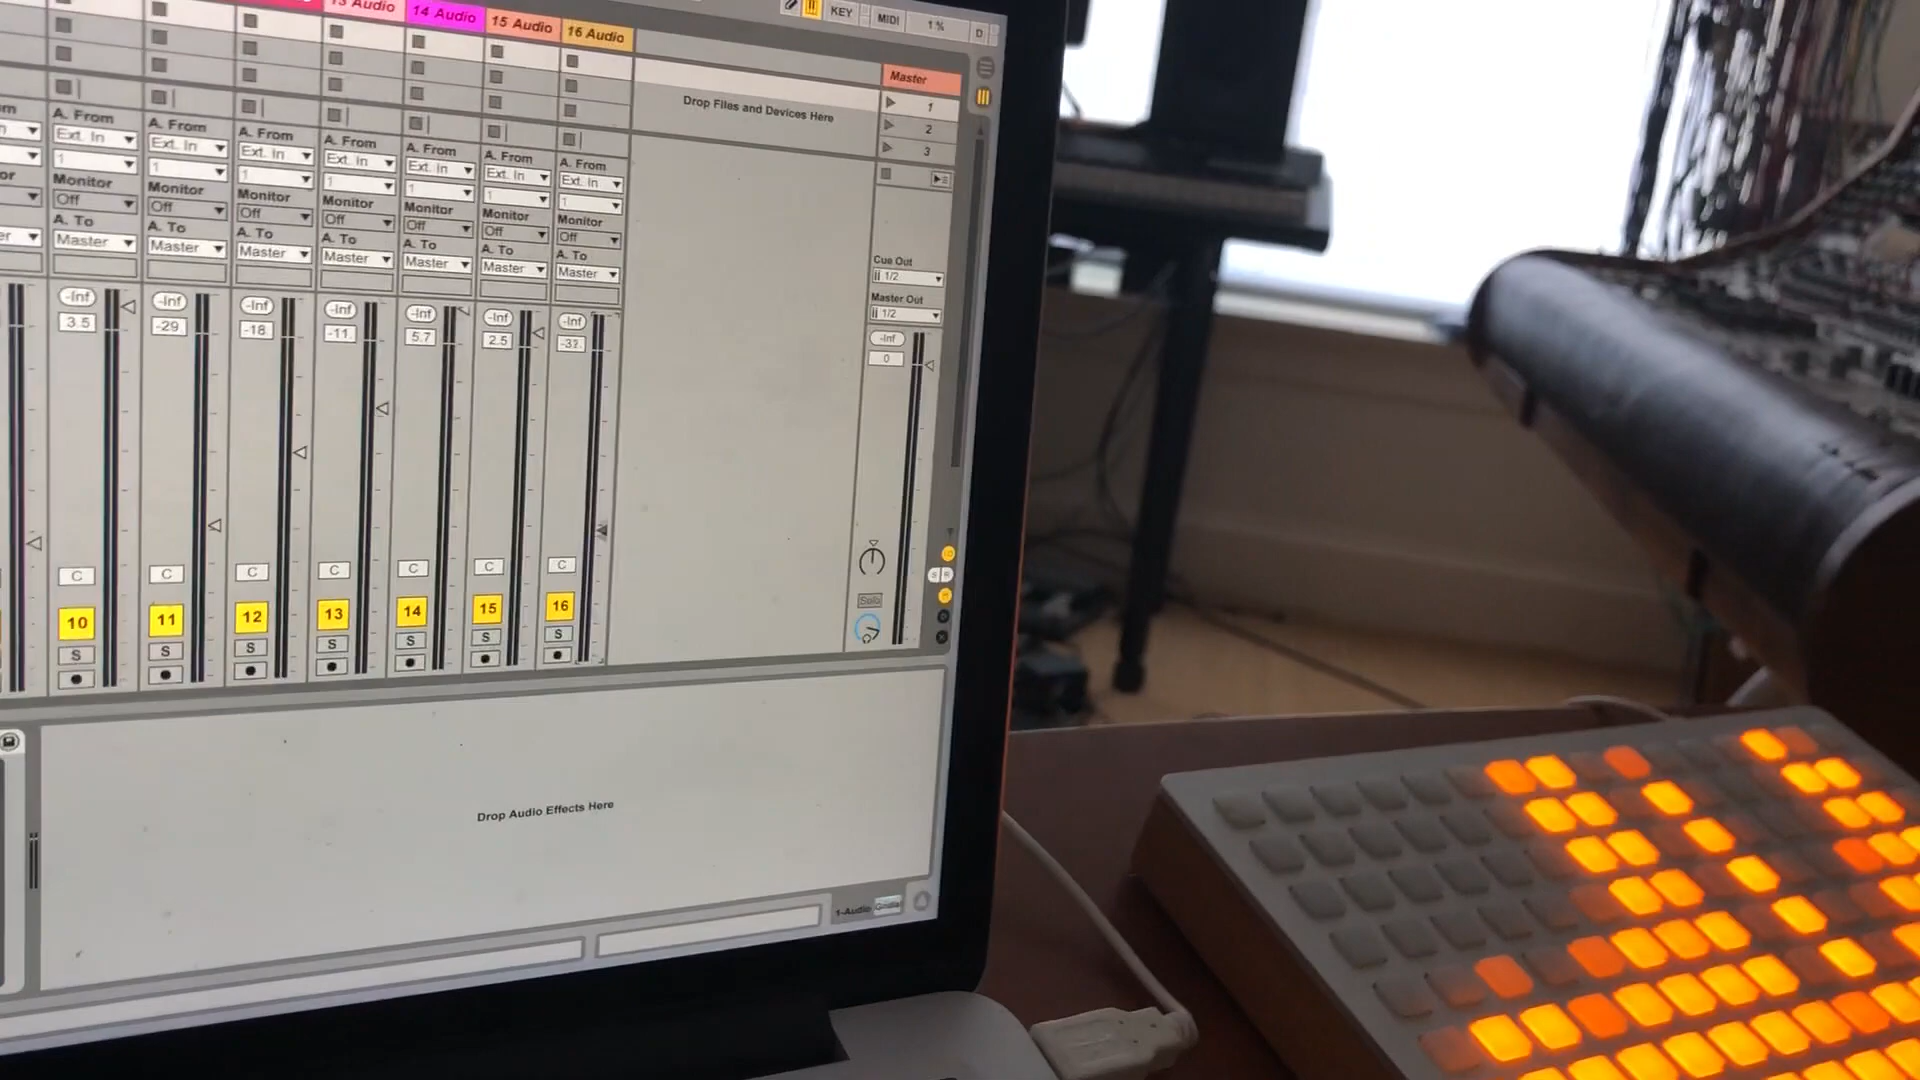 13 Audio 14 Audio 15 Audio 16 Audio
KEY MIDI 1 % D
Master
1
2
3
Drop Files and Devices Here
A. From A. From A. From A. From A. From A. From A. From
Ext. In Ext. In Ext. In Ext. In Ext. In Ext. In Ext. In
1 1 1 1 1 1 1
Monitor Monitor Monitor Monitor Monitor Monitor Monitor
Off Off Off Off Off Off Off
A. To A. To A. To A. To A. To A. To A. To
Master Master Master Master Master Master Master
Cue Out
1/2
Master Out
1/2
-Inf -Inf -Inf -Inf -Inf -Inf -Inf -Inf
3.5 -29 -18 -11 5.7 2.5 0
C C C C C C C
10 11 12 13 14 15 16
Solo
S S S S S S S
Drop Audio Effects Here
1-Audio